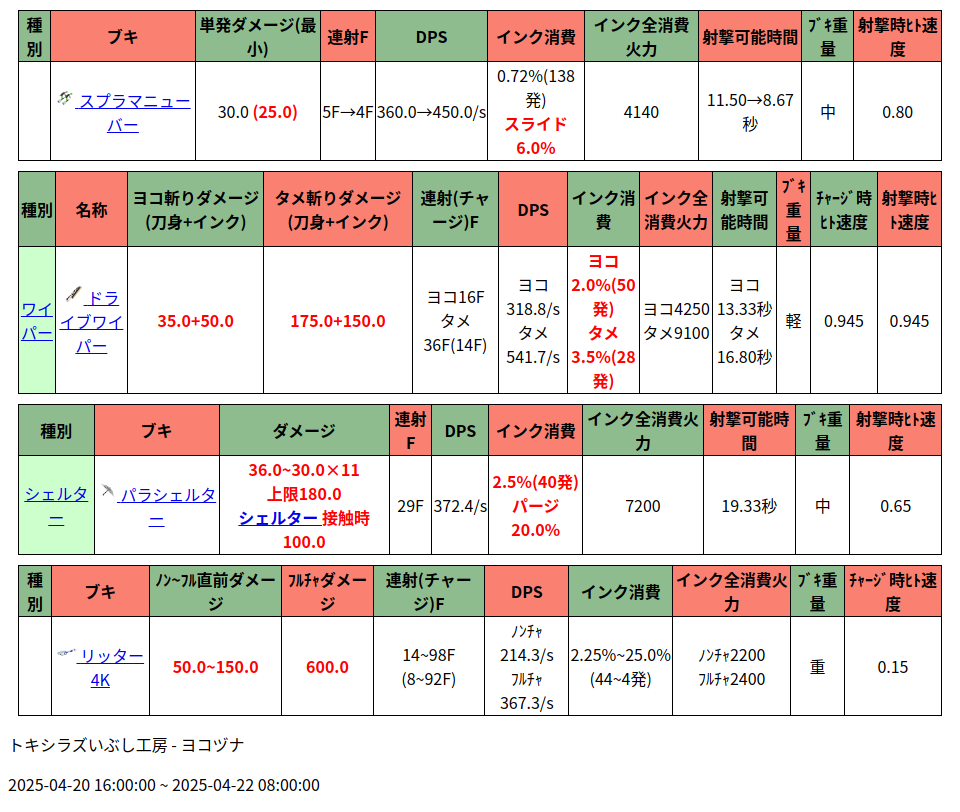 種別 ブキ 単発ダメージ(最小) 連射F DPS インク消費 インク全消費火力 射撃可能時間 ﾌﾞｷ重量 射撃時ﾋﾄ速度
スプラマニューバー 30.0 (25.0) 5F→4F 360.0→450.0/s 0.72%(138発) スライド 6.0% 4140 11.50→8.67秒 中 0.80
種別 名称 ヨコ斬りダメージ(刀身+インク) タメ斬りダメージ(刀身+インク) 連射(チャージ)F DPS インク消費 インク全消費火力 射撃可能時間 ﾌﾞｷ重量 ﾁｬｰｼﾞ時ﾋﾄ速度 射撃時ﾋﾄ速度
ワイパー ドライブワイパー 35.0+50.0 175.0+150.0 ヨコ16F タメ36F(14F) ヨコ318.8/s タメ541.7/s ヨコ2.0%(50発) タメ3.5%(28発) ヨコ4250 タメ9100 ヨコ13.33秒 タメ16.80秒 軽 0.945 0.945
種別 ブキ ダメージ 連射F DPS インク消費 インク全消費火力 射撃可能時間 ﾌﾞｷ重量 射撃時ﾋﾄ速度
シェルター パラシェルター 36.0~30.0×11 上限180.0 シェルター 接触時100.0 29F 372.4/s 2.5%(40発) パージ 20.0% 7200 19.33秒 中 0.65
種別 ブキ ﾉﾝ~ﾌﾙ直前ダメージ ﾌﾙﾁｬダメージ 連射(チャージ)F DPS インク消費 インク全消費火力 ﾌﾞｷ重量 ﾁｬｰｼﾞ時ﾋﾄ速度
リッター4K 50.0~150.0 600.0 14~98F (8~92F) ﾉﾝﾁｬ 214.3/s ﾌﾙﾁｬ 367.3/s 2.25%~25.0% (44~4発) ﾉﾝﾁｬ2200 ﾌﾙﾁｬ2400 重 0.15
トキシラズいぶし工房 - ヨコヅナ
2025-04-20 16:00:00 ~ 2025-04-22 08:00:00